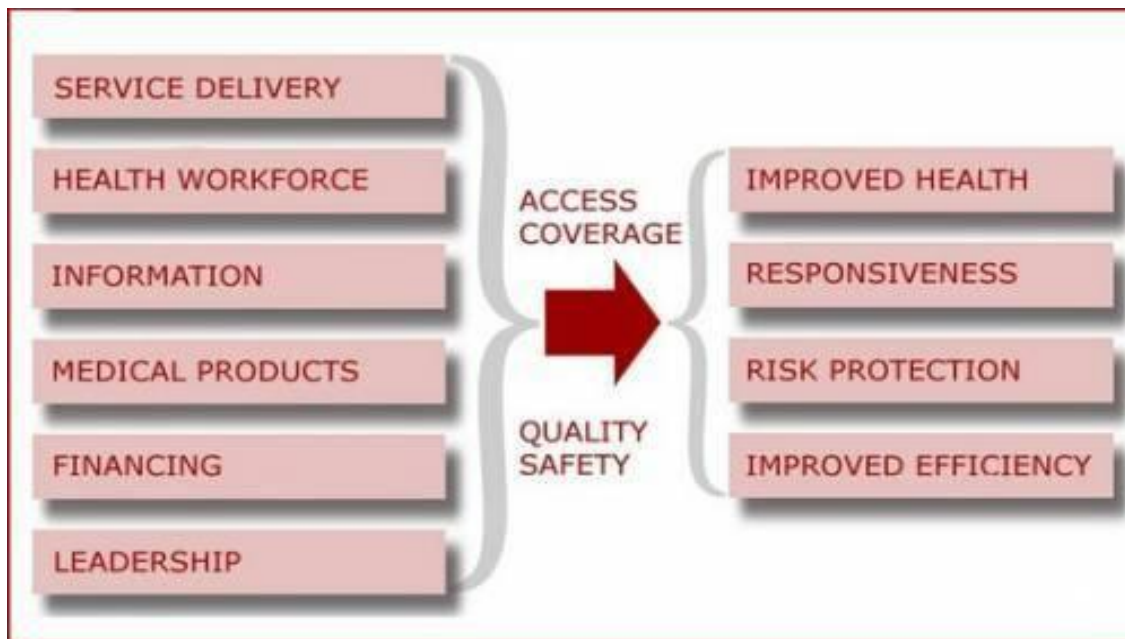 SERVICE DELIVERY
HEALTH WORKFORCE
INFORMATION
MEDICAL PRODUCTS
FINANCING
LEADERSHIP
ACCESS
COVERAGE
QUALITY
SAFETY
IMPROVED HEALTH
RESPONSIVENESS
RISK PROTECTION
IMPROVED EFFICIENCY